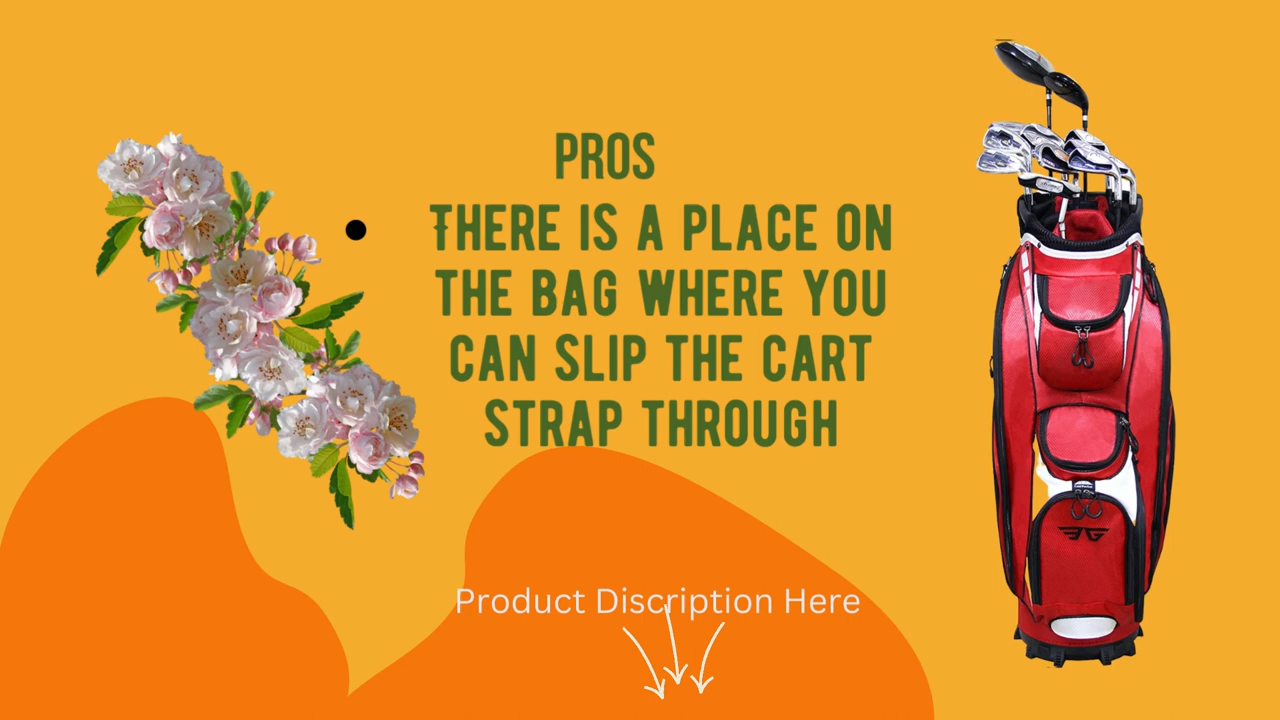 PROS
THERE IS A PLACE ON
THE BAG WHERE YOU
CAN SLIP THE CART
STRAP THROUGH
Product Discription Here